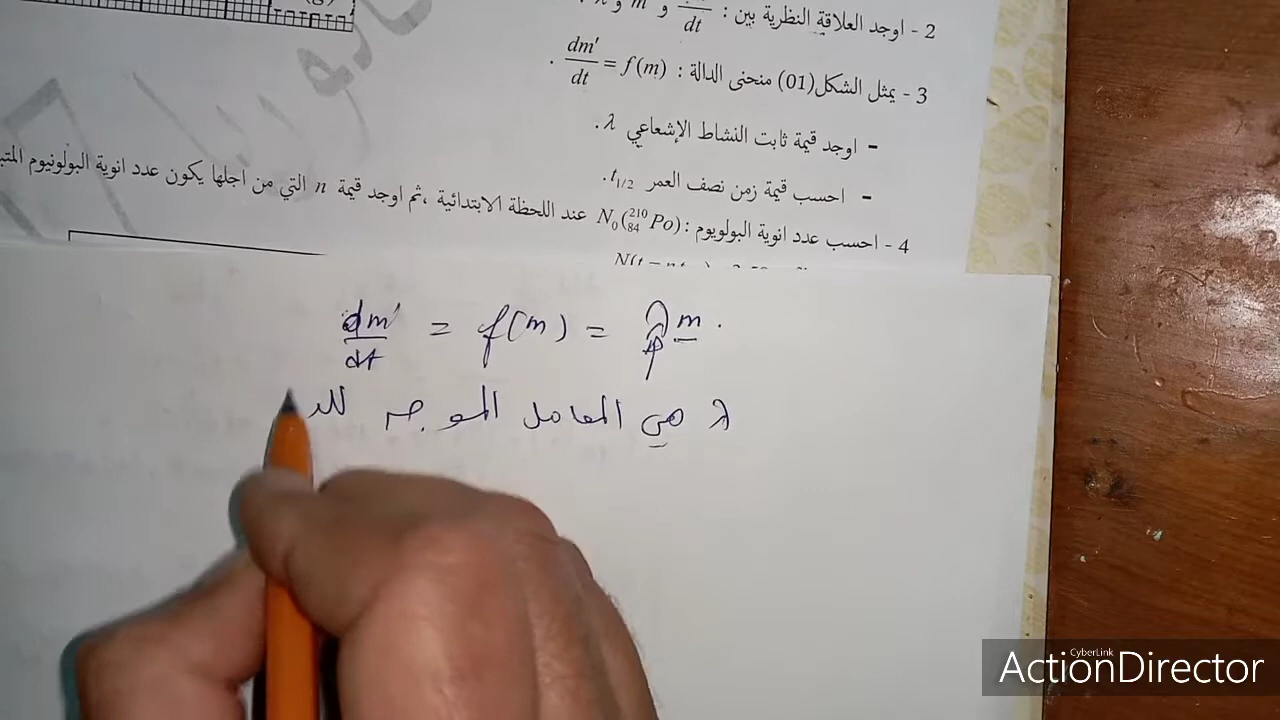 2 - اوجد العلاقة النظرية بين : dt و m و λ .
3 - يمثل الشكل(01) منحنى الدالة : dm'/dt = f(m) .
- اوجد قيمة ثابت النشاط الإشعاعي λ .
- احسب قيمة زمن نصف العمر t1/2 .
4 - احسب عدد انوية البولويوم : N0(210 84 Po) عند اللحظة الابتدائية ،ثم اوجد قيمة n التي من اجلها يكون عدد انوية البولونيوم
dm'/dt = f(m) = λ m .
λ هي المعامل الموجه للد
CyberLink
ActionDirector